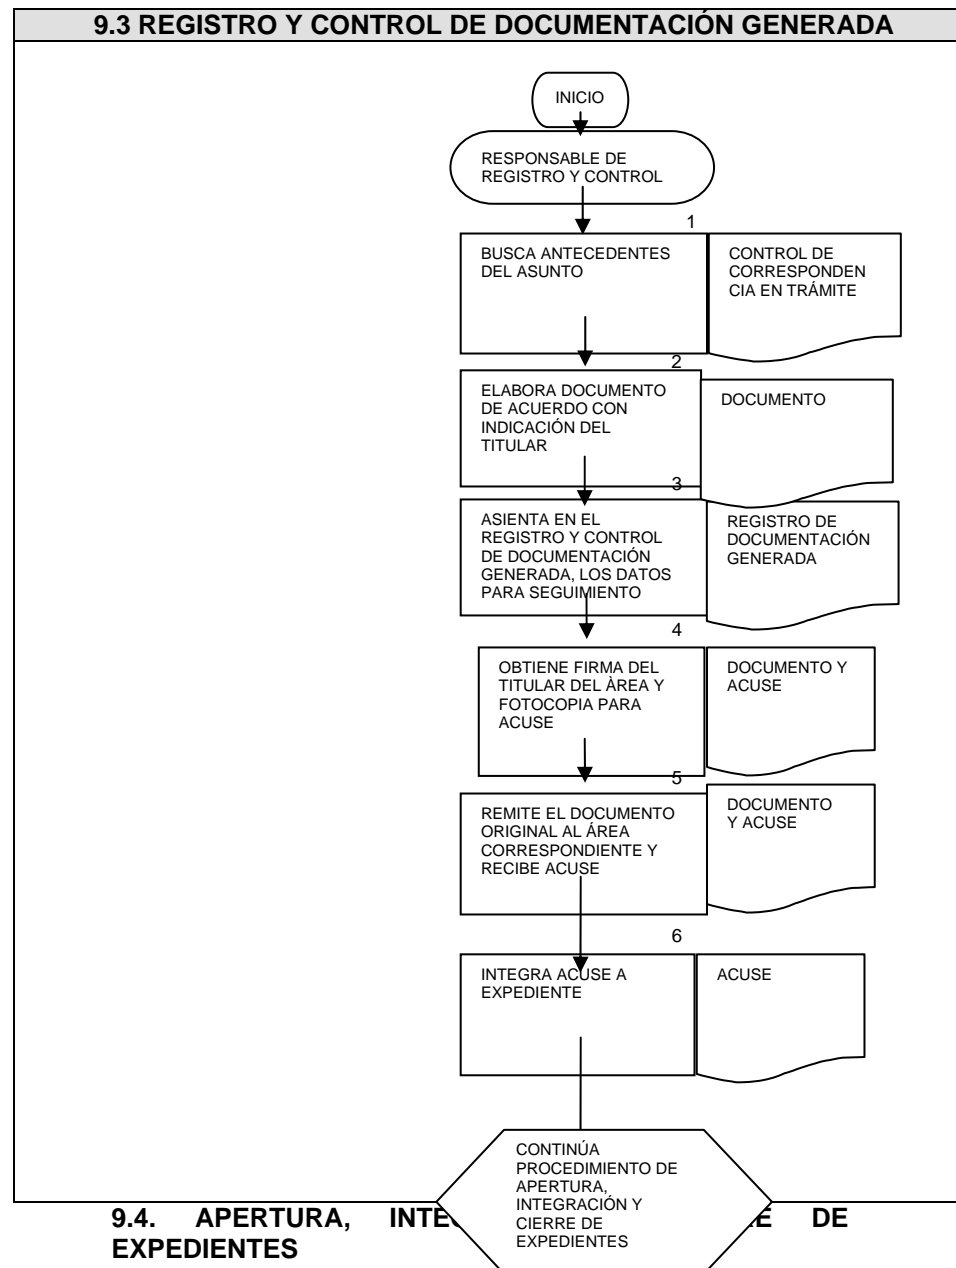 9.3 REGISTRO Y CONTROL DE DOCUMENTACIÓN GENERADA
INICIO
RESPONSABLE DE
REGISTRO Y CONTROL
1
BUSCA ANTECEDENTES
DEL ASUNTO
CONTROL DE
CORRESPONDEN
CIA EN TRÁMITE
2
ELABORA DOCUMENTO
DE ACUERDO CON
INDICACIÓN DEL
TITULAR
DOCUMENTO
3
ASIENTA EN EL
REGISTRO Y CONTROL
DE DOCUMENTACIÓN
GENERADA, LOS DATOS
PARA SEGUIMIENTO
REGISTRO DE
DOCUMENTACIÓN
GENERADA
4
OBTIENE FIRMA DEL
TITULAR DEL ÀREA Y
FOTOCOPIA PARA
ACUSE
DOCUMENTO Y
ACUSE
5
REMITE EL DOCUMENTO
ORIGINAL AL ÁREA
CORRESPONDIENTE Y
RECIBE ACUSE
DOCUMENTO
Y ACUSE
6
INTEGRA ACUSE A
EXPEDIENTE
ACUSE
CONTINÚA
PROCEDIMIENTO DE
APERTURA,
INTEGRACIÓN Y
CIERRE DE
EXPEDIENTES
9.4. APERTURA, DE
EXPEDIENTES